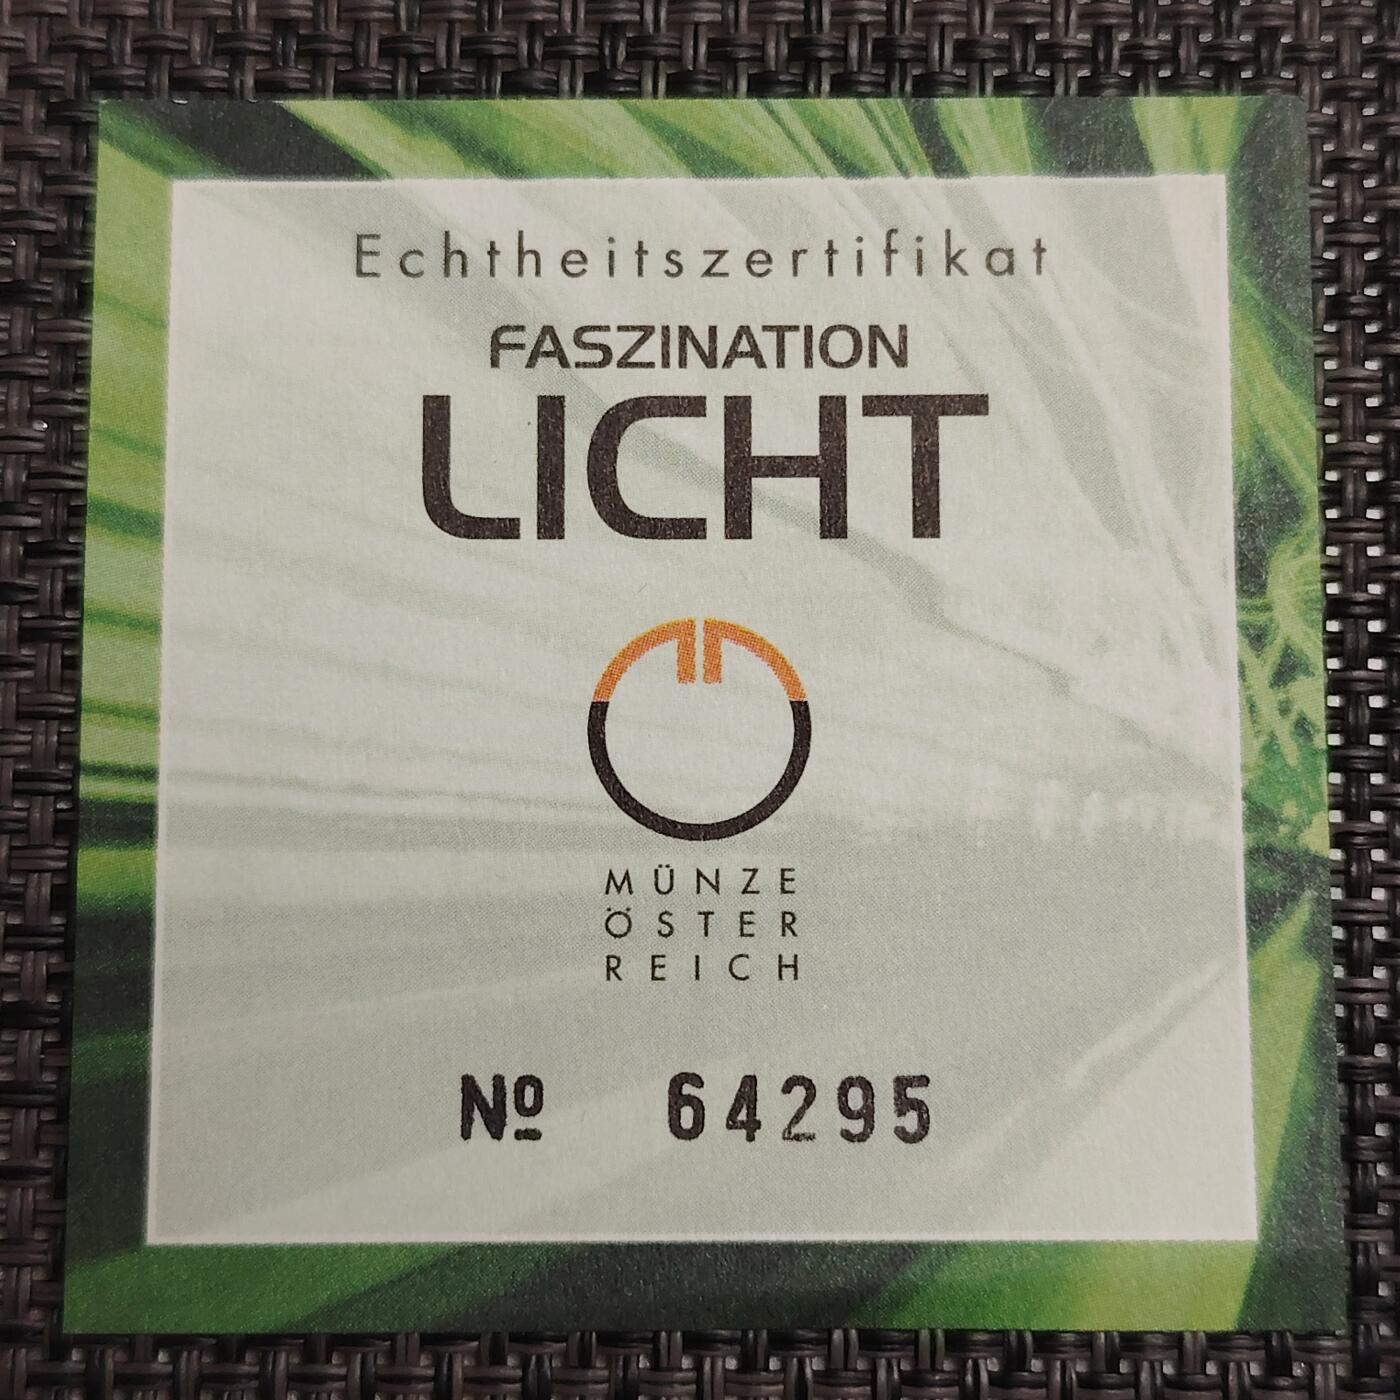 Echtheitszertifikat
FASZINATION
LICHT
MÜNZE
ÖSTER
REICH
Nº 64295